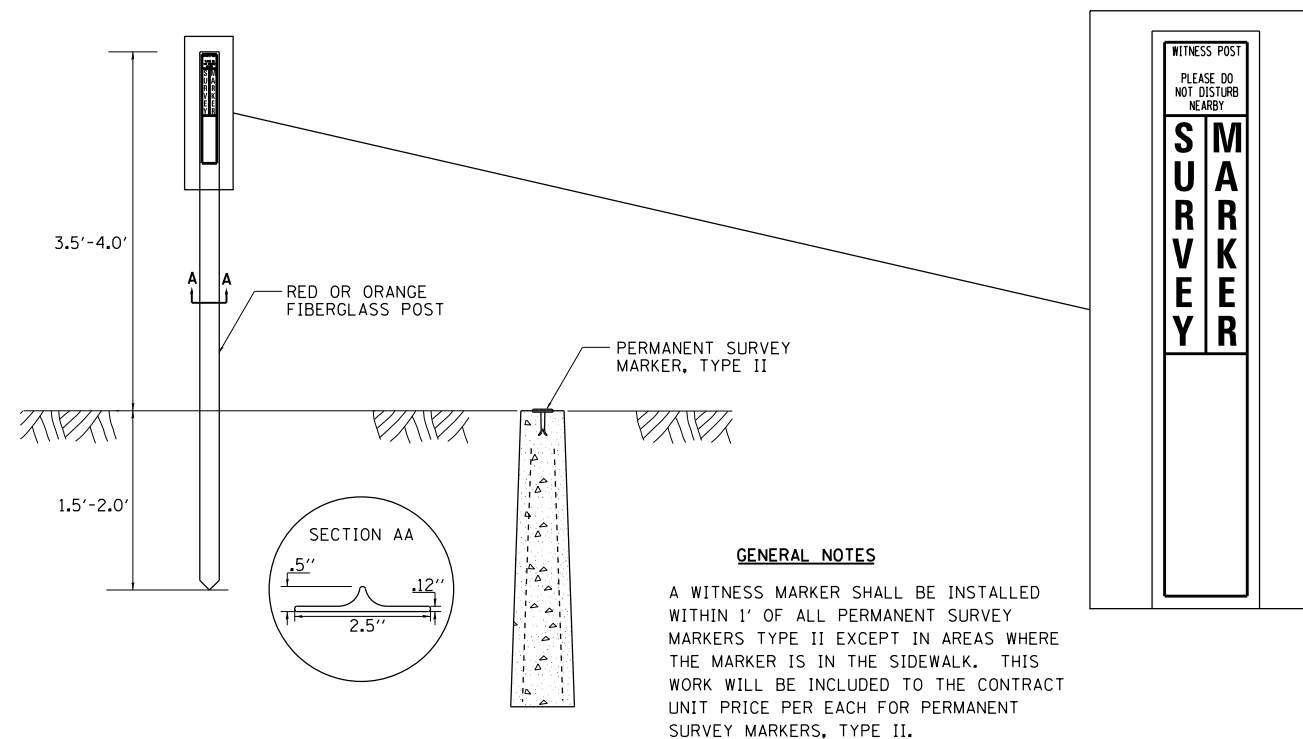 WITNESS POST
PLEASE DO
NOT DISTURB
NEARBY
SURVEY
MARKER
SURVEY
MARKER
3.5'-4.0'
A A
RED OR ORANGE
FIBERGLASS POST
PERMANENT SURVEY
MARKER, TYPE II
1.5'-2.0'
SECTION AA
.5''
.12''
2.5''
GENERAL NOTES
A WITNESS MARKER SHALL BE INSTALLED
WITHIN 1' OF ALL PERMANENT SURVEY
MARKERS TYPE II EXCEPT IN AREAS WHERE
THE MARKER IS IN THE SIDEWALK. THIS
WORK WILL BE INCLUDED TO THE CONTRACT
UNIT PRICE PER EACH FOR PERMANENT
SURVEY MARKERS, TYPE II.